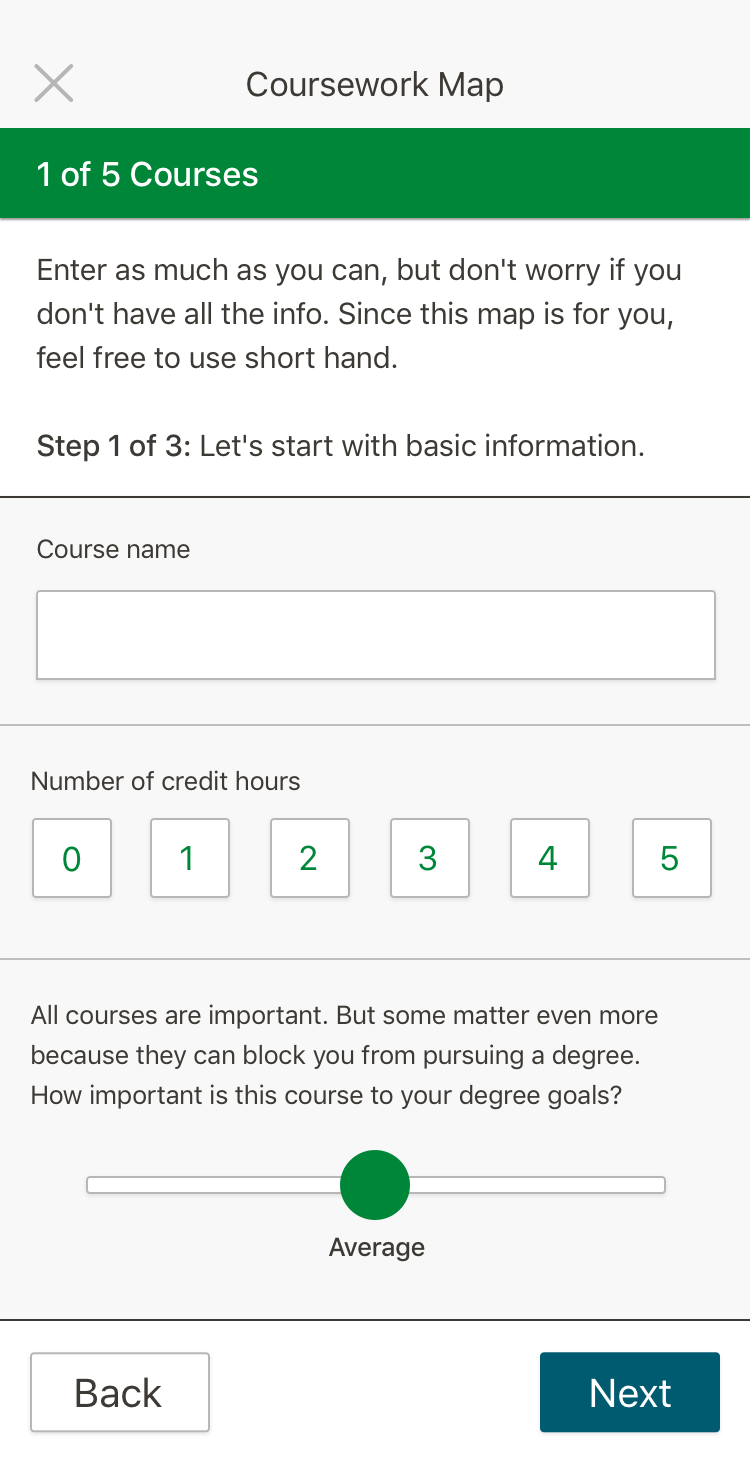 Coursework Map
1 of 5 Courses
Enter as much as you can, but don't worry if you
don't have all the info. Since this map is for you,
feel free to use short hand.
Step 1 of 3: Let's start with basic information.
Course name
Number of credit hours
0 1 2 3 4 5
All courses are important. But some matter even more
because they can block you from pursuing a degree.
How important is this course to your degree goals?
Average
Back Next